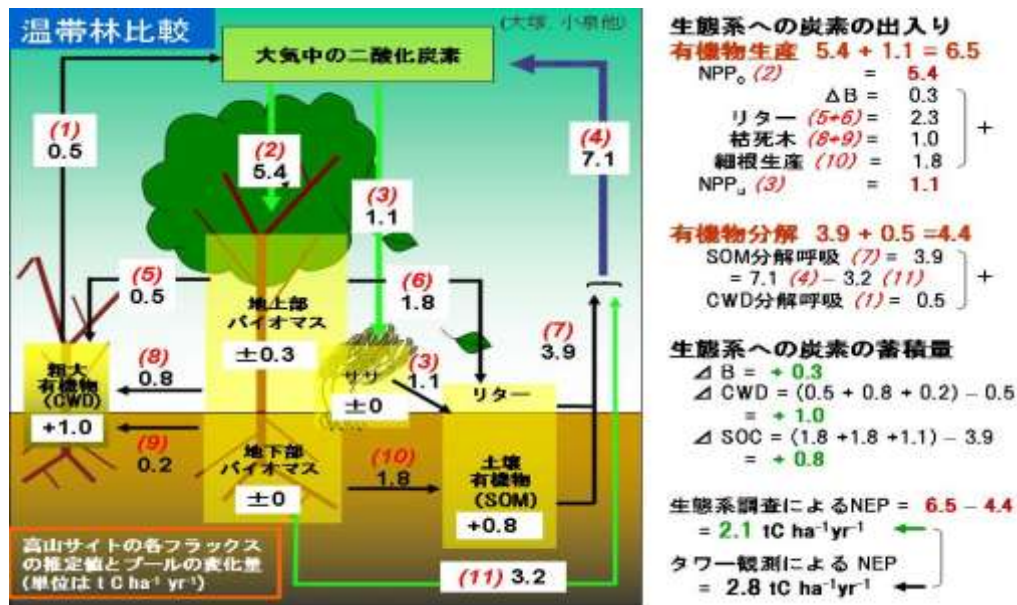 温帯林比較
(大塚, 小泉他)
大気中の二酸化炭素
(1)
0.5
(2)
5.4
(3)
1.1
(4)
7.1
(5)
0.5
(6)
1.8
地上部
バイオマス
±0.3
(7)
3.9
(8)
0.8
粗大
有機物
(CWD)
+1.0
ササ
(3)
1.1
±0
リター
(9)
0.2
地下部
バイオマス
±0
(10)
1.8
土壌
有機物
(SOM)
+0.8
(11) 3.2
高山サイトの各フラックス
の推定値とプールの変化量
(単位は t C ha⁻¹ yr⁻¹)
生態系への炭素の出入り
有機物生産 5.4 + 1.1 = 6.5
NPPₒ (2) = 5.4
ΔB = 0.3
リター (5+6) = 2.3
枯死木 (8+9) = 1.0
細根生産 (10) = 1.8
+
NPPᵤ (3) = 1.1
有機物分解 3.9 + 0.5 =4.4
SOM分解呼吸 (7) = 3.9
= 7.1 (4) – 3.2 (11)
+
CWD分解呼吸 (1) = 0.5
生態系への炭素の蓄積量
⊿ B = + 0.3
⊿ CWD = (0.5 + 0.8 + 0.2) – 0.5
= + 1.0
⊿ SOC = (1.8 +1.8 +1.1) – 3.9
= + 0.8
生態系調査によるNEP = 6.5 – 4.4
= 2.1 tC ha⁻¹yr⁻¹
タワー観測による NEP
= 2.8 tC ha⁻¹yr⁻¹